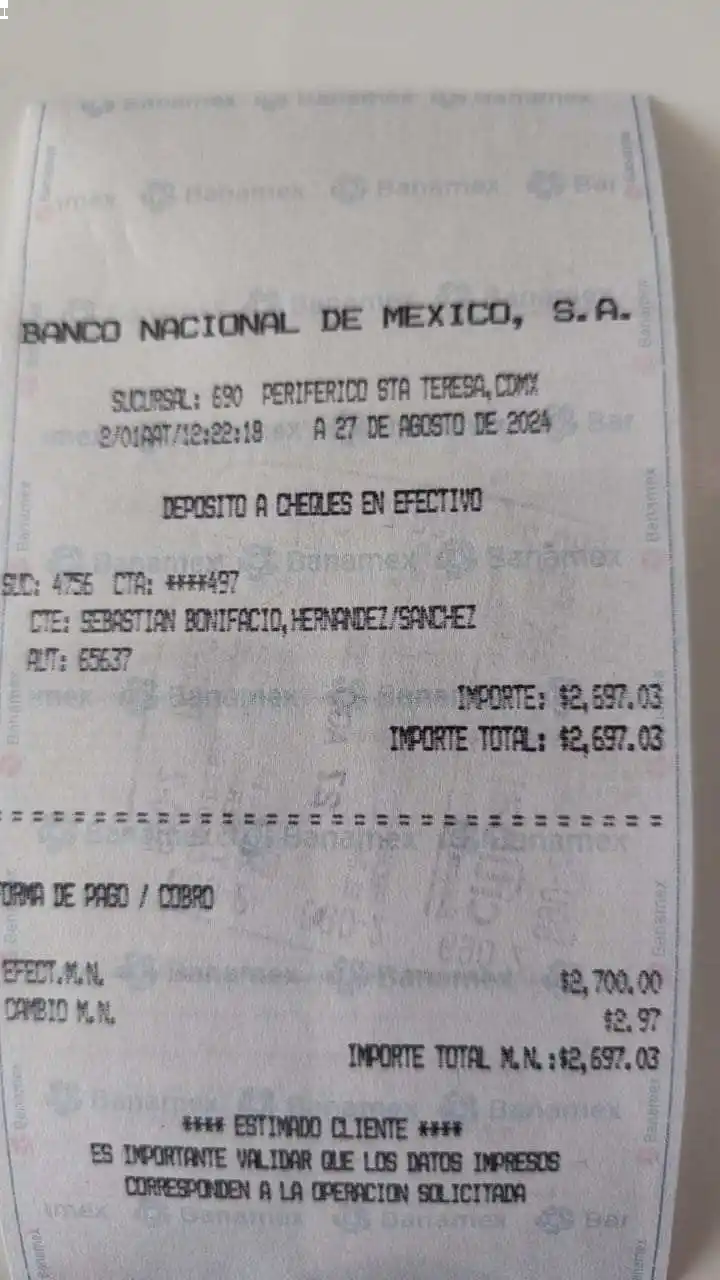 BANCO NACIONAL DE MEXICO, S.A.
SUCURSAL: 690 PERIFERICO STA TERESA,CDMX
2/01AAT/12:22:18 A 27 DE AGOSTO DE 2024
DEPOSITO A CHEQUES EN EFECTIVO
SUC: 4756 CTA: ****497
CTE: SEBASTIAN BONIFACIO,HERNANDEZ/SANCHEZ
AUT: 65637
IMPORTE: $2,697.03
IMPORTE TOTAL: $2,697.03
ORMA DE PAGO / COBRO
EFECT.M.N. $2,700.00
CAMBIO M.N. $2.97
IMPORTE TOTAL M.N.:$2,697.03
**** ESTIMADO CLIENTE ****
ES IMPORTANTE VALIDAR QUE LOS DATOS IMPRESOS
CORRESPONDEN A LA OPERACION SOLICITADA